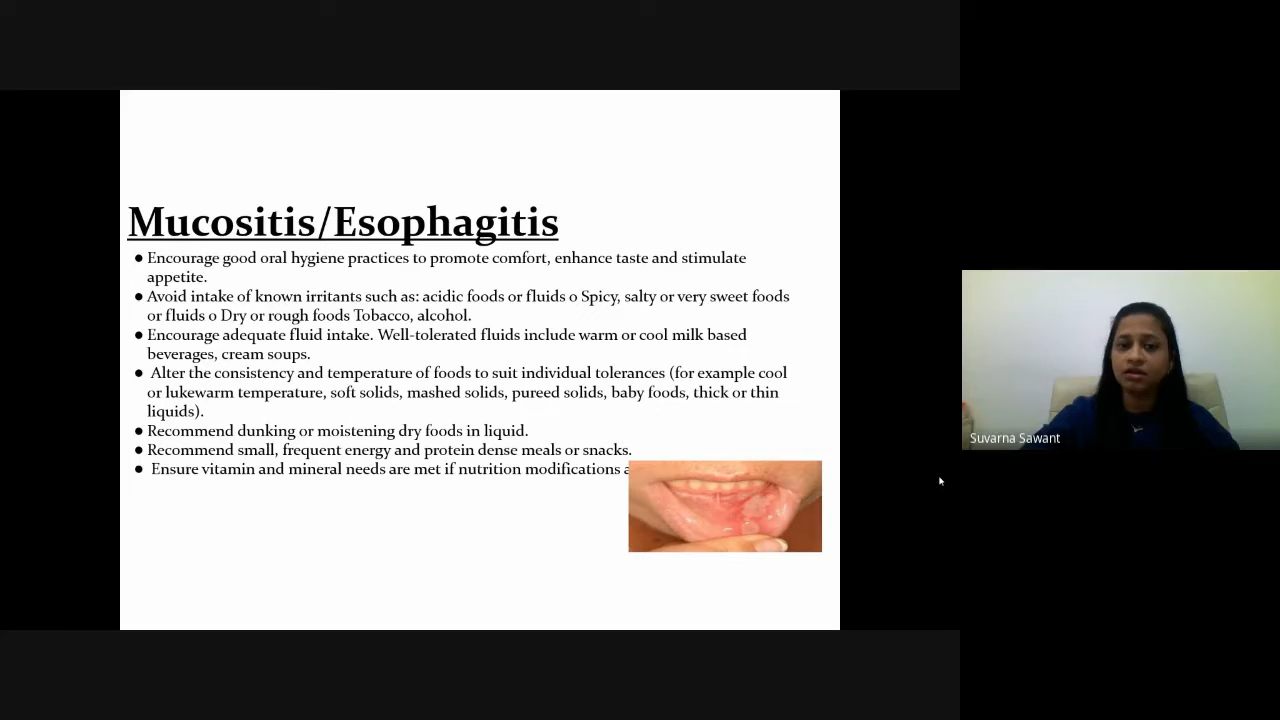 Mucositis/Esophagitis
● Encourage good oral hygiene practices to promote comfort, enhance taste and stimulate
appetite.
● Avoid intake of known irritants such as: acidic foods or fluids o Spicy, salty or very sweet foods
or fluids o Dry or rough foods Tobacco, alcohol.
● Encourage adequate fluid intake. Well-tolerated fluids include warm or cool milk based
beverages, cream soups.
● Alter the consistency and temperature of foods to suit individual tolerances (for example cool
or lukewarm temperature, soft solids, mashed solids, pureed solids, baby foods, thick or thin
liquids).
● Recommend dunking or moistening dry foods in liquid.
● Recommend small, frequent energy and protein dense meals or snacks.
● Ensure vitamin and mineral needs are met if nutrition modifications
Suvarna Sawant